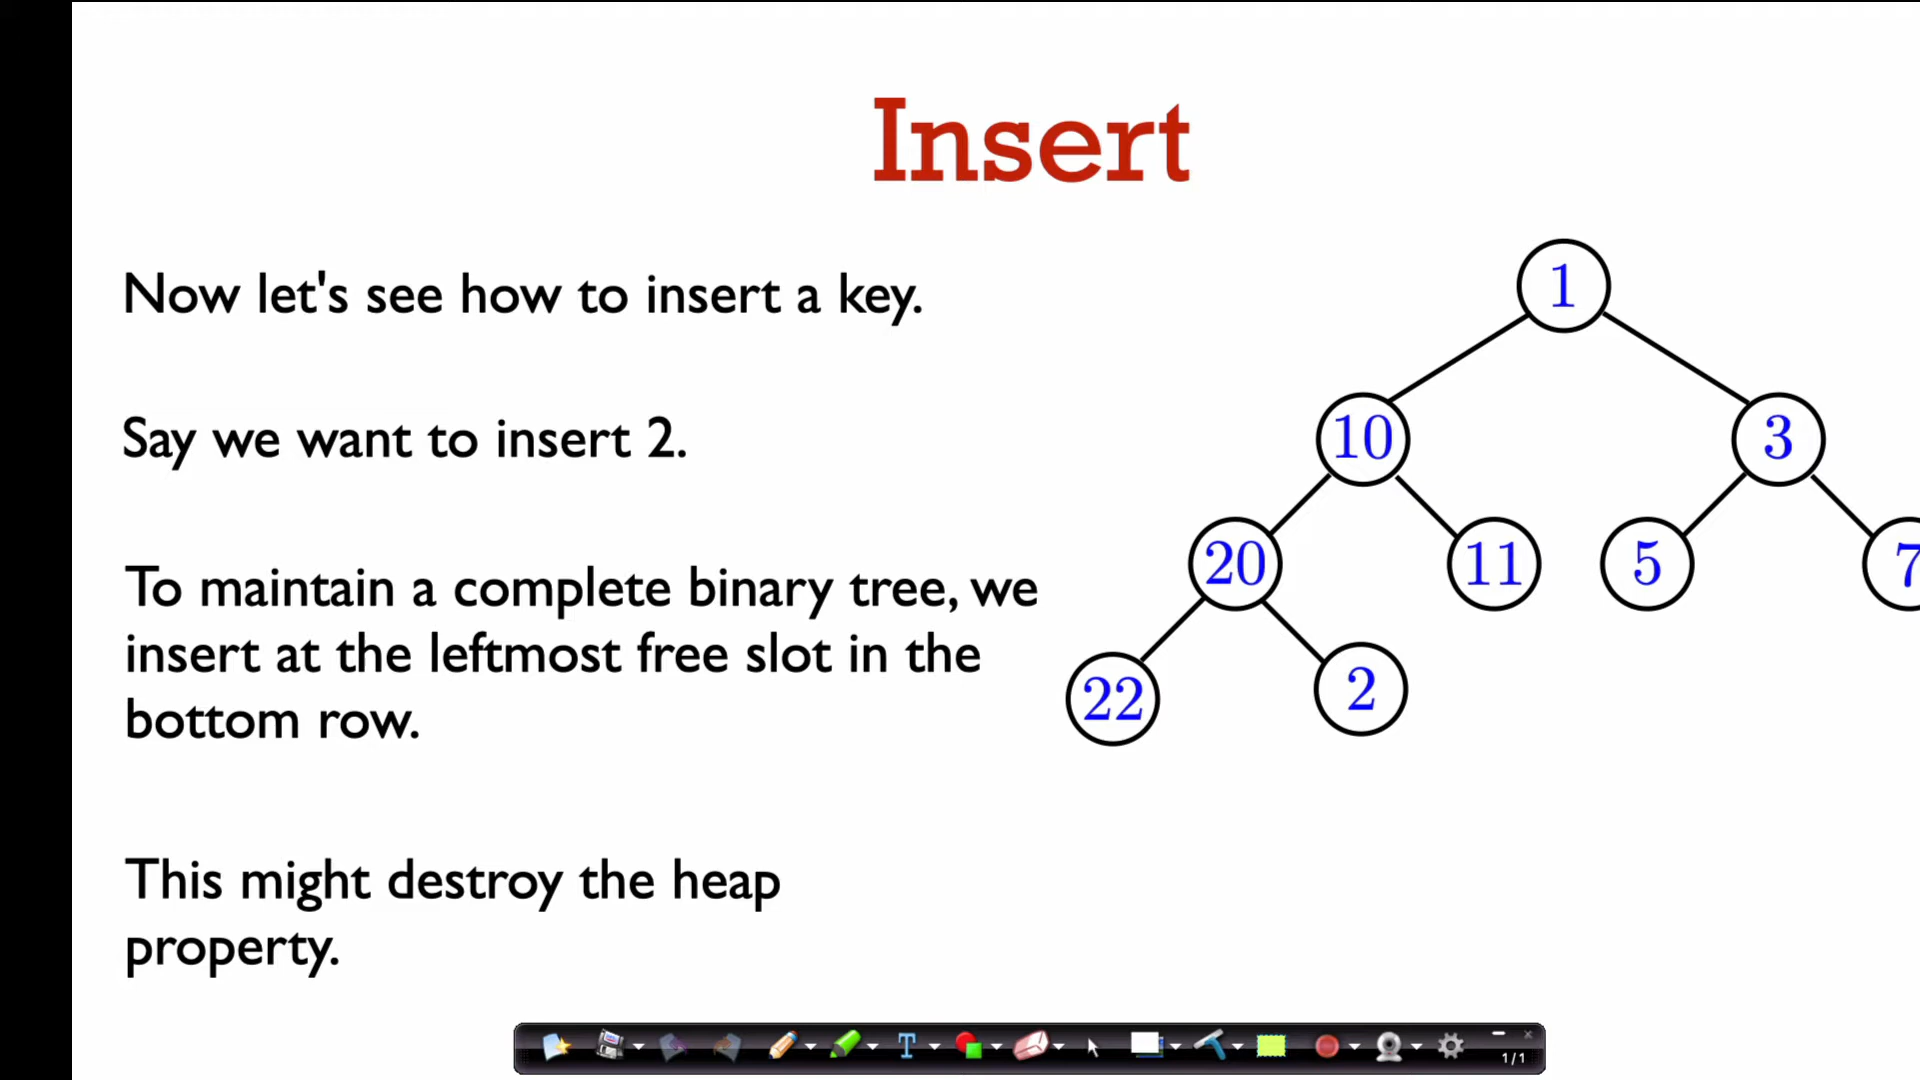 Insert
Now let's see how to insert a key.
Say we want to insert 2.
To maintain a complete binary tree, we
insert at the leftmost free slot in the
bottom row.
This might destroy the heap
property.
1
10 3
20 11 5 7
22 2
T
1/1